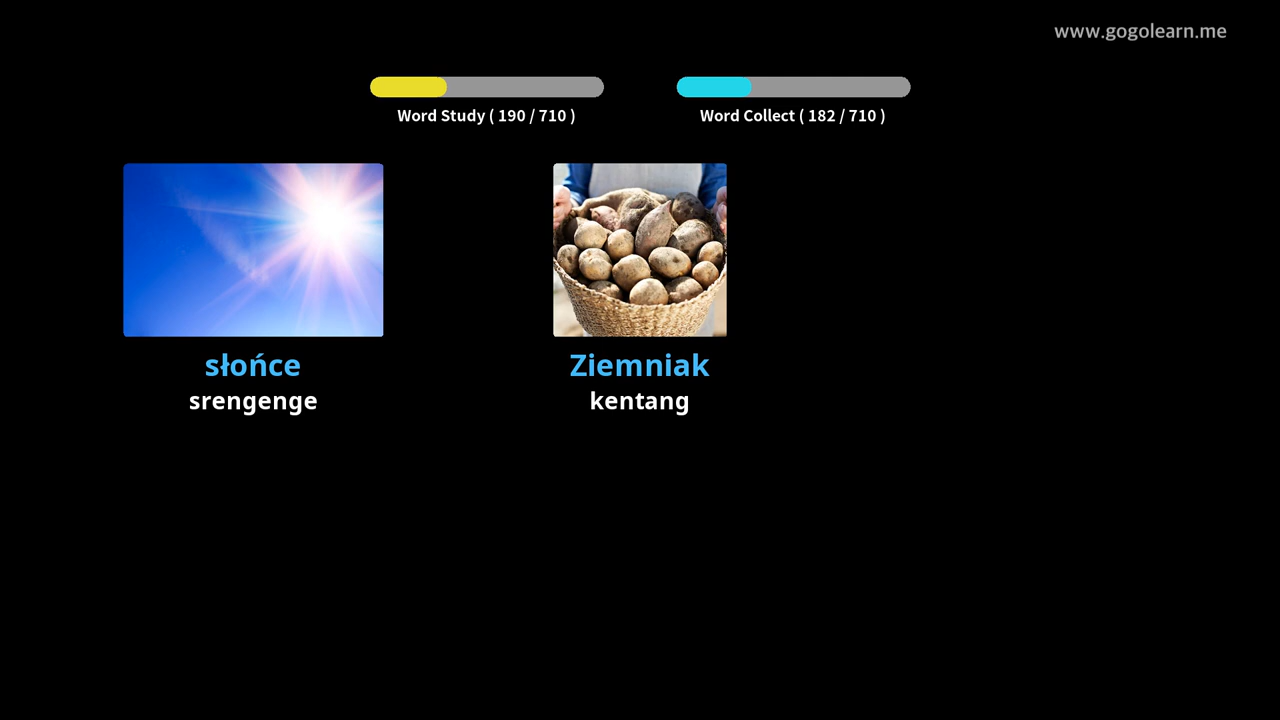 www.gogolearn.me
Word Study ( 190 / 710 )
Word Collect ( 182 / 710 )
słońce
srengenge
Ziemniak
kentang